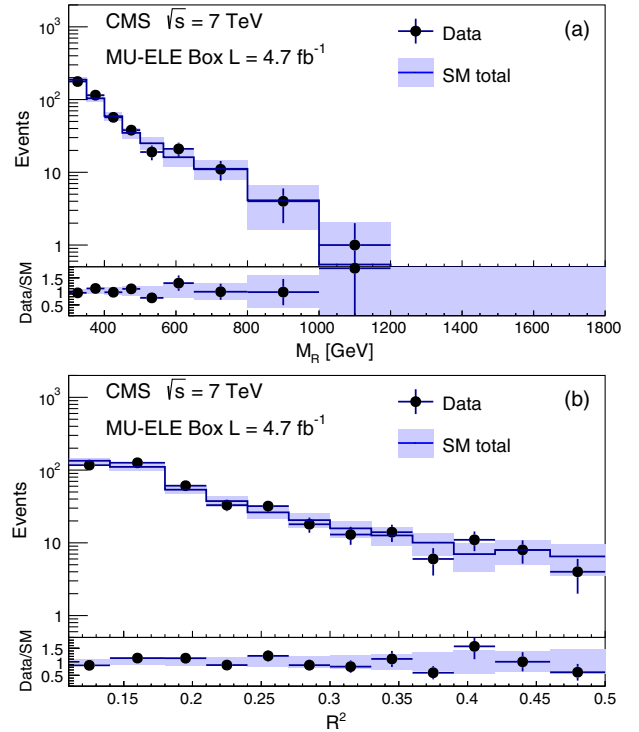 CMS √s = 7 TeV
MU-ELE Box L = 4.7 fb⁻¹
Data
SM total
(a)
Events
10³
10²
10
1
Data/SM
1.5
0.5
400 600 800 1000 1200 1400 1600 1800
M_R [GeV]
CMS √s = 7 TeV
MU-ELE Box L = 4.7 fb⁻¹
Data
SM total
(b)
Events
10³
10²
10
1
Data/SM
1.5
0.5
0.15 0.2 0.25 0.3 0.35 0.4 0.45 0.5
R²